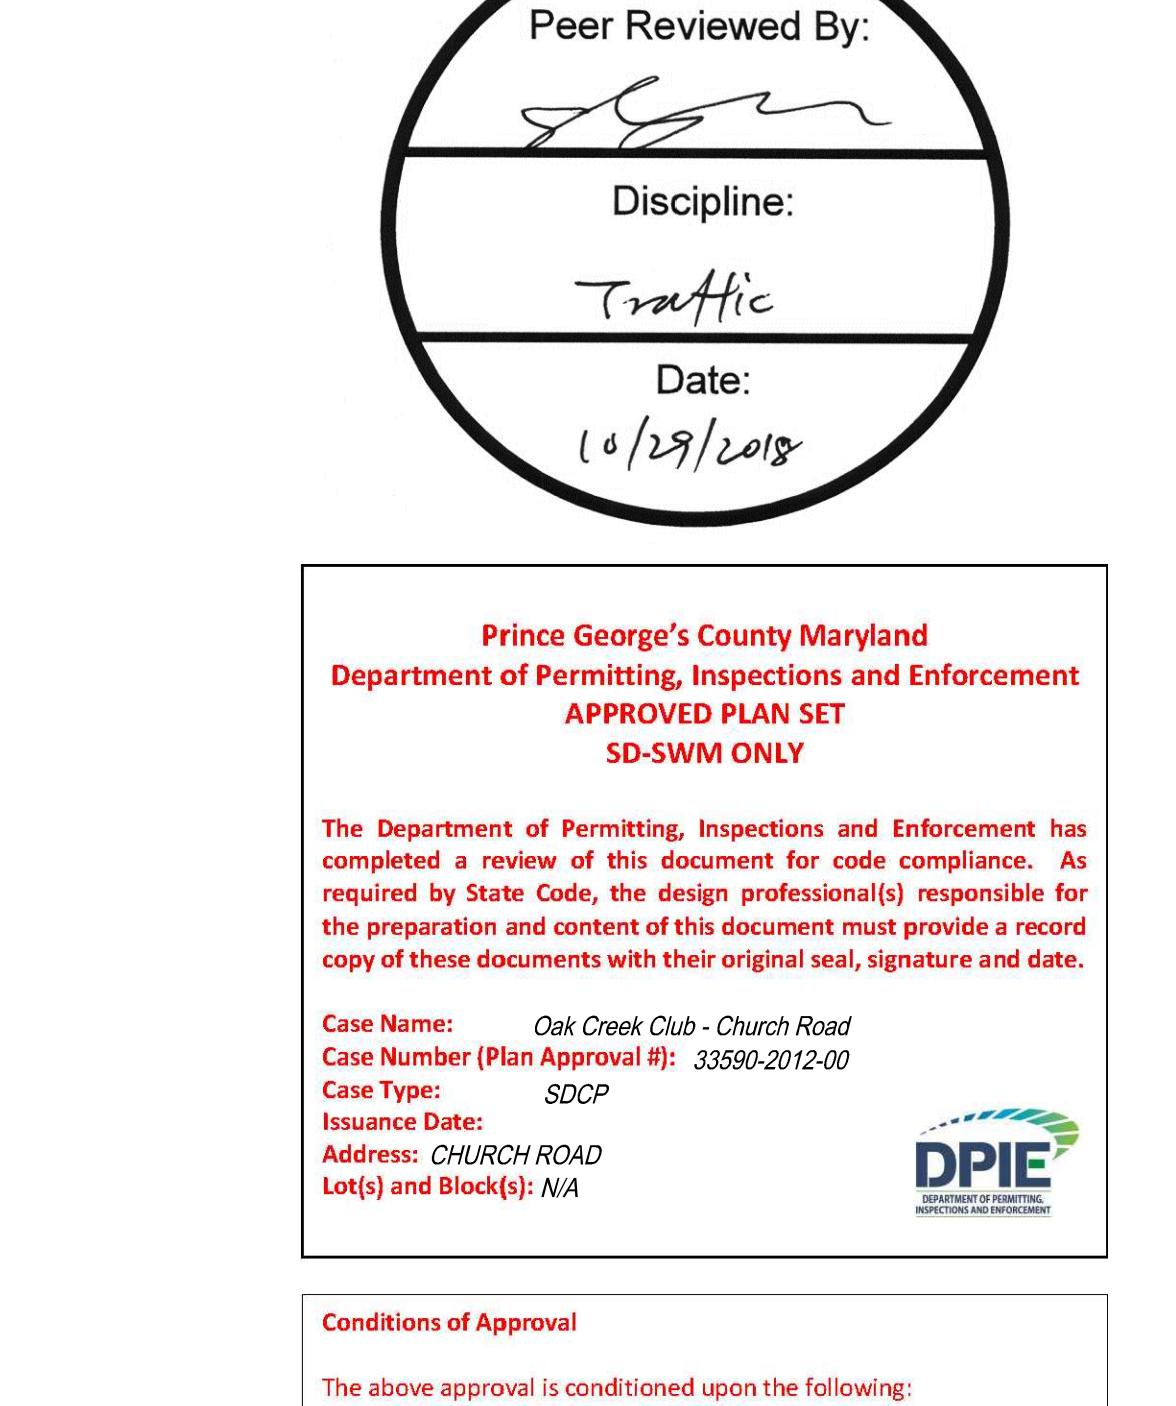 Peer Reviewed By:
Discipline:
Traffic
Date:
10/29/2018
Prince George's County Maryland
Department of Permitting, Inspections and Enforcement
APPROVED PLAN SET
SD-SWM ONLY
The Department of Permitting, Inspections and Enforcement has
completed a review of this document for code compliance. As
required by State Code, the design professional(s) responsible for
the preparation and content of this document must provide a record
copy of these documents with their original seal, signature and date.
Case Name: Oak Creek Club - Church Road
Case Number (Plan Approval #): 33590-2012-00
Case Type: SDCP
Issuance Date:
Address: CHURCH ROAD
Lot(s) and Block(s): N/A
DPIE
DEPARTMENT OF PERMITTING,
INSPECTIONS AND ENFORCEMENT
Conditions of Approval
The above approval is conditioned upon the following: